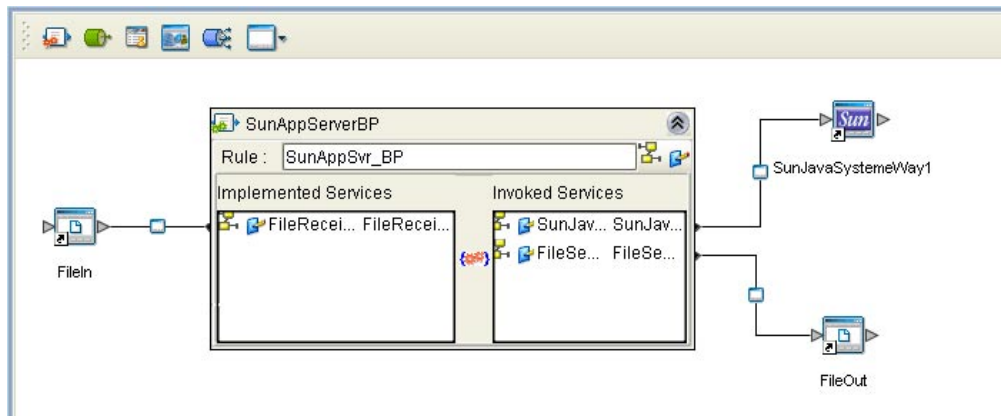 SunAppServerBP
Rule : SunAppSvr_BP
Implemented Services Invoked Services
FileRecei... FileRecei... SunJav... SunJav...
FileSe... FileSe...
FileIn
Sun
SunJavaSystemeWay1
FileOut